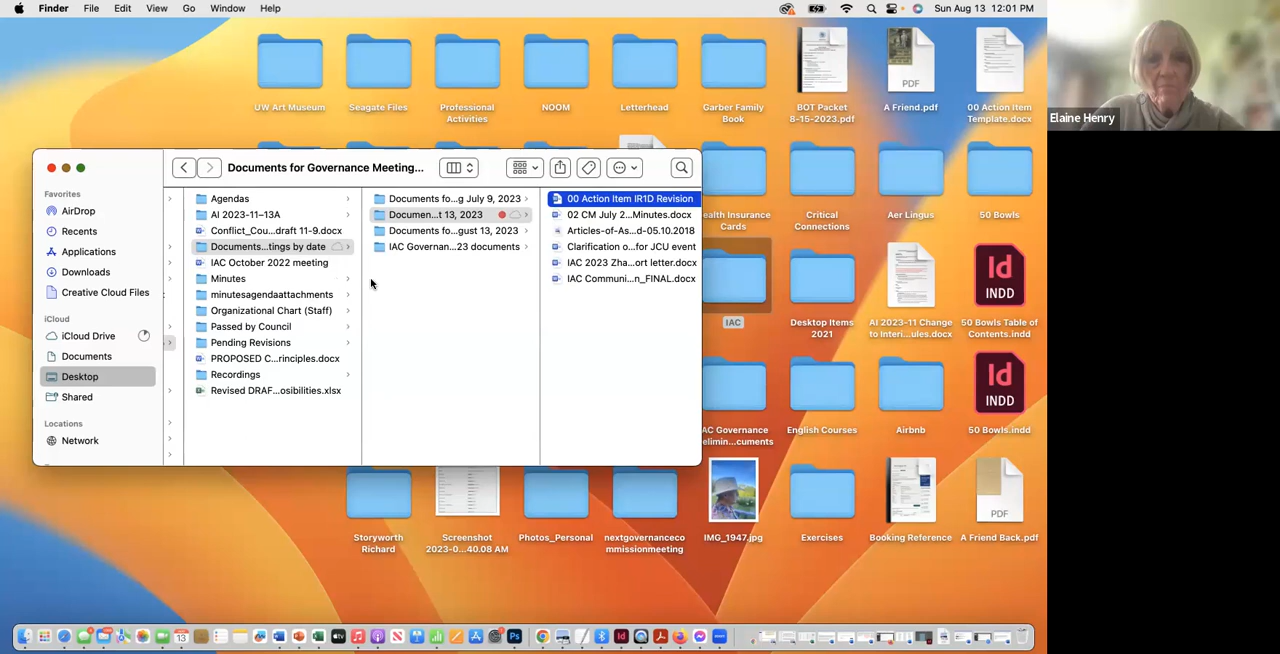 Finder File Edit View Go Window Help
Sun Aug 13 12:01 PM
UW Art Museum
Seagate Files
Professional
Activities
NOOM
Letterhead
Garber Family
Book
BOT Packet
8-15-2023.pdf
PDF
A Friend.pdf
00 Action Item
Template.docx
Elaine Henry
Documents for Governance Meeting...
Favorites
AirDrop
Recents
Applications
Downloads
Creative Cloud Files
iCloud
iCloud Drive
Documents
Desktop
Shared
Locations
Network
Agendas
AI 2023-11–13A
Conflict_Cou...draft 11-9.docx
Documents...tings by date
IAC October 2022 meeting
Minutes
minutesagendaattachments
Organizational Chart (Staff)
Passed by Council
Pending Revisions
PROPOSED C...rinciples.docx
Recordings
Revised DRAF...osibilities.xlsx
Documents fo...g July 9, 2023
Documen...t 13, 2023
Documents fo...gust 13, 2023
IAC Governan...23 documents
00 Action Item IR1D Revision
02 CM July 2...Minutes.docx
Articles-of-As...d-05.10.2018
Clarification o...for JCU event
IAC 2023 Zha...ort letter.docx
IAC Communi...n_FINAL.docx
ealth Insurance
Cards
Critical
Connections
Aer Lingus
50 Bowls
IAC
Desktop Items
2021
AI 2023-11 Change
to Interi...ules.docx
Id
INDD
50 Bowls Table of
Contents.indd
AC Governance
elimin...cuments
English Courses
Airbnb
Id
INDD
50 Bowls.indd
Storyworth
Richard
Screenshot
2023-0...40.08 AM
Photos_Personal
nextgovernanceco
mmissionmeeting
IMG_1947.jpg
Exercises
Booking Reference
PDF
A Friend Back.pdf